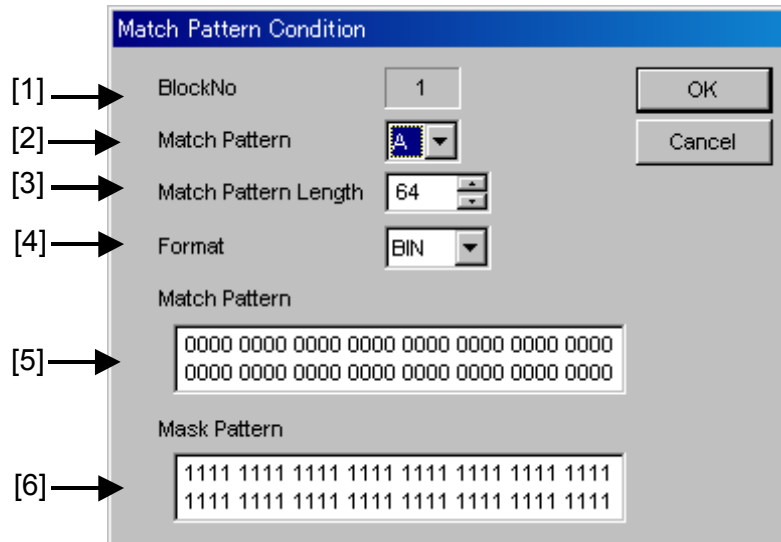 Match Pattern Condition
[1] BlockNo 1 OK
[2] Match Pattern A Cancel
[3] Match Pattern Length 64
[4] Format BIN
Match Pattern
[5] 0000 0000 0000 0000 0000 0000 0000 0000
0000 0000 0000 0000 0000 0000 0000 0000
Mask Pattern
[6] 1111 1111 1111 1111 1111 1111 1111 1111
1111 1111 1111 1111 1111 1111 1111 1111